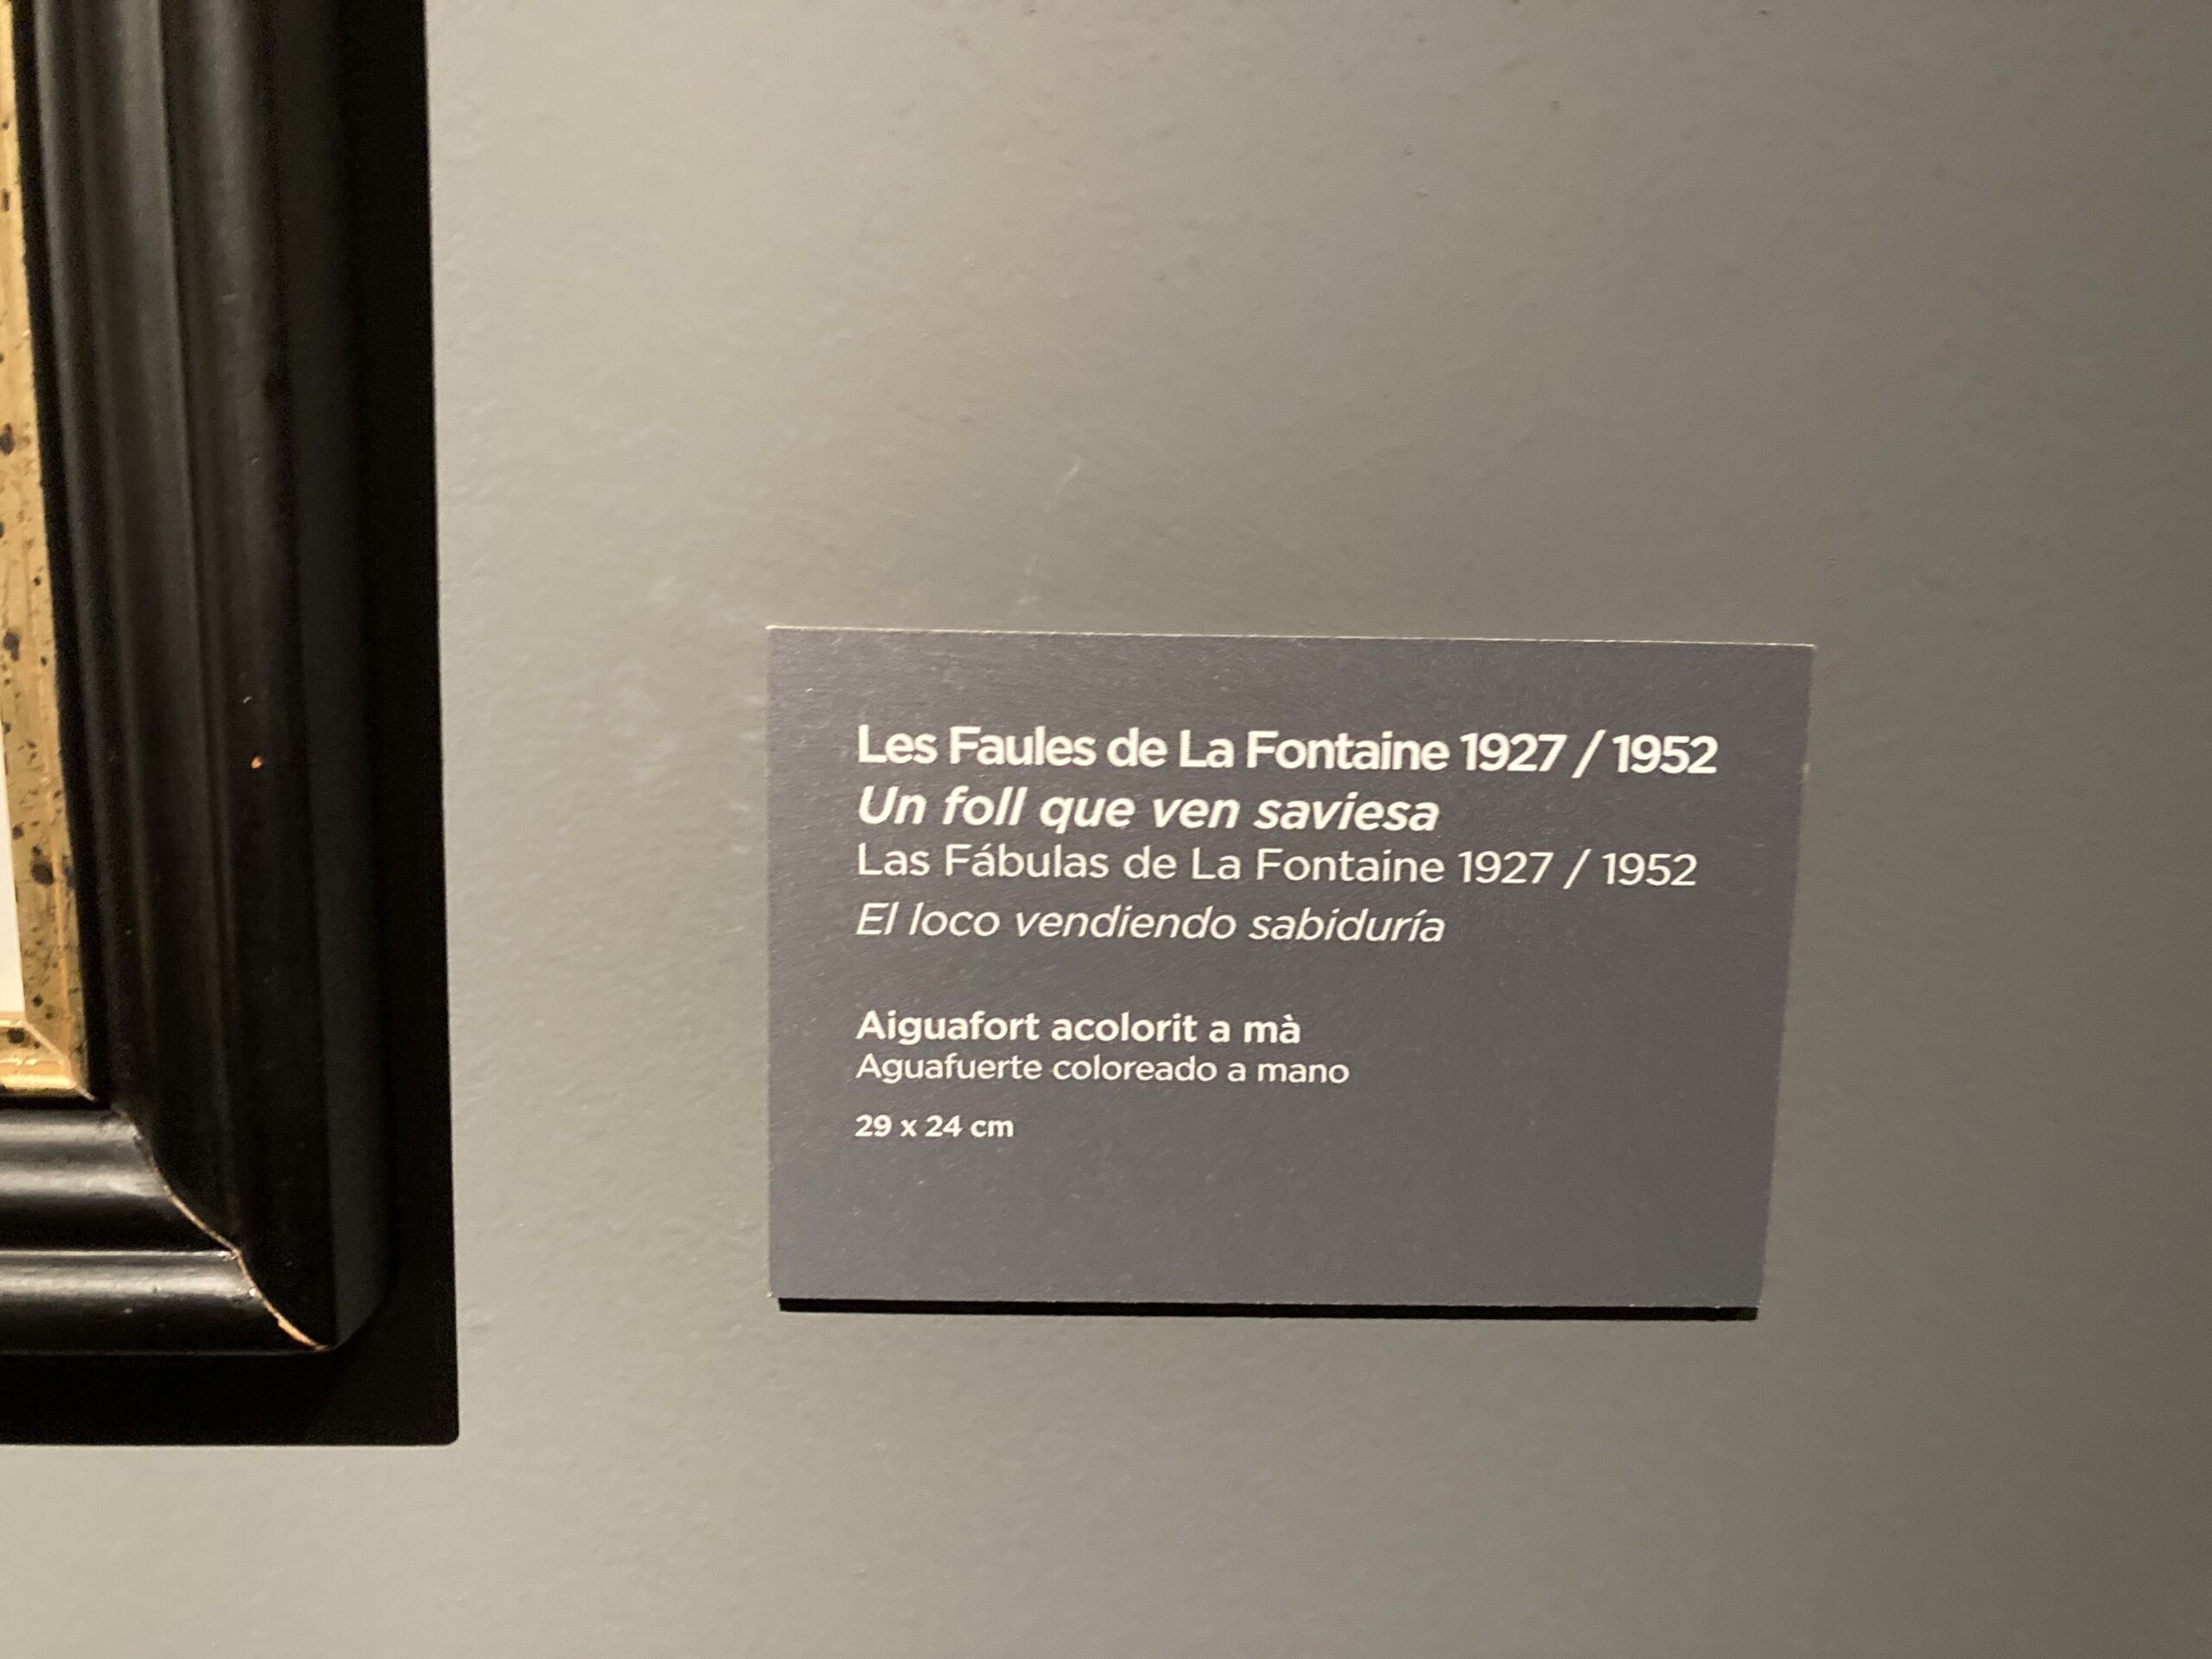 Les Faules de La Fontaine 1927 / 1952
Un foll que ven saviesa
Las Fábulas de La Fontaine 1927 / 1952
El loco vendiendo sabiduría
Aiguafort acolorit a mà
Aguafuerte coloreado a mano
29 x 24 cm